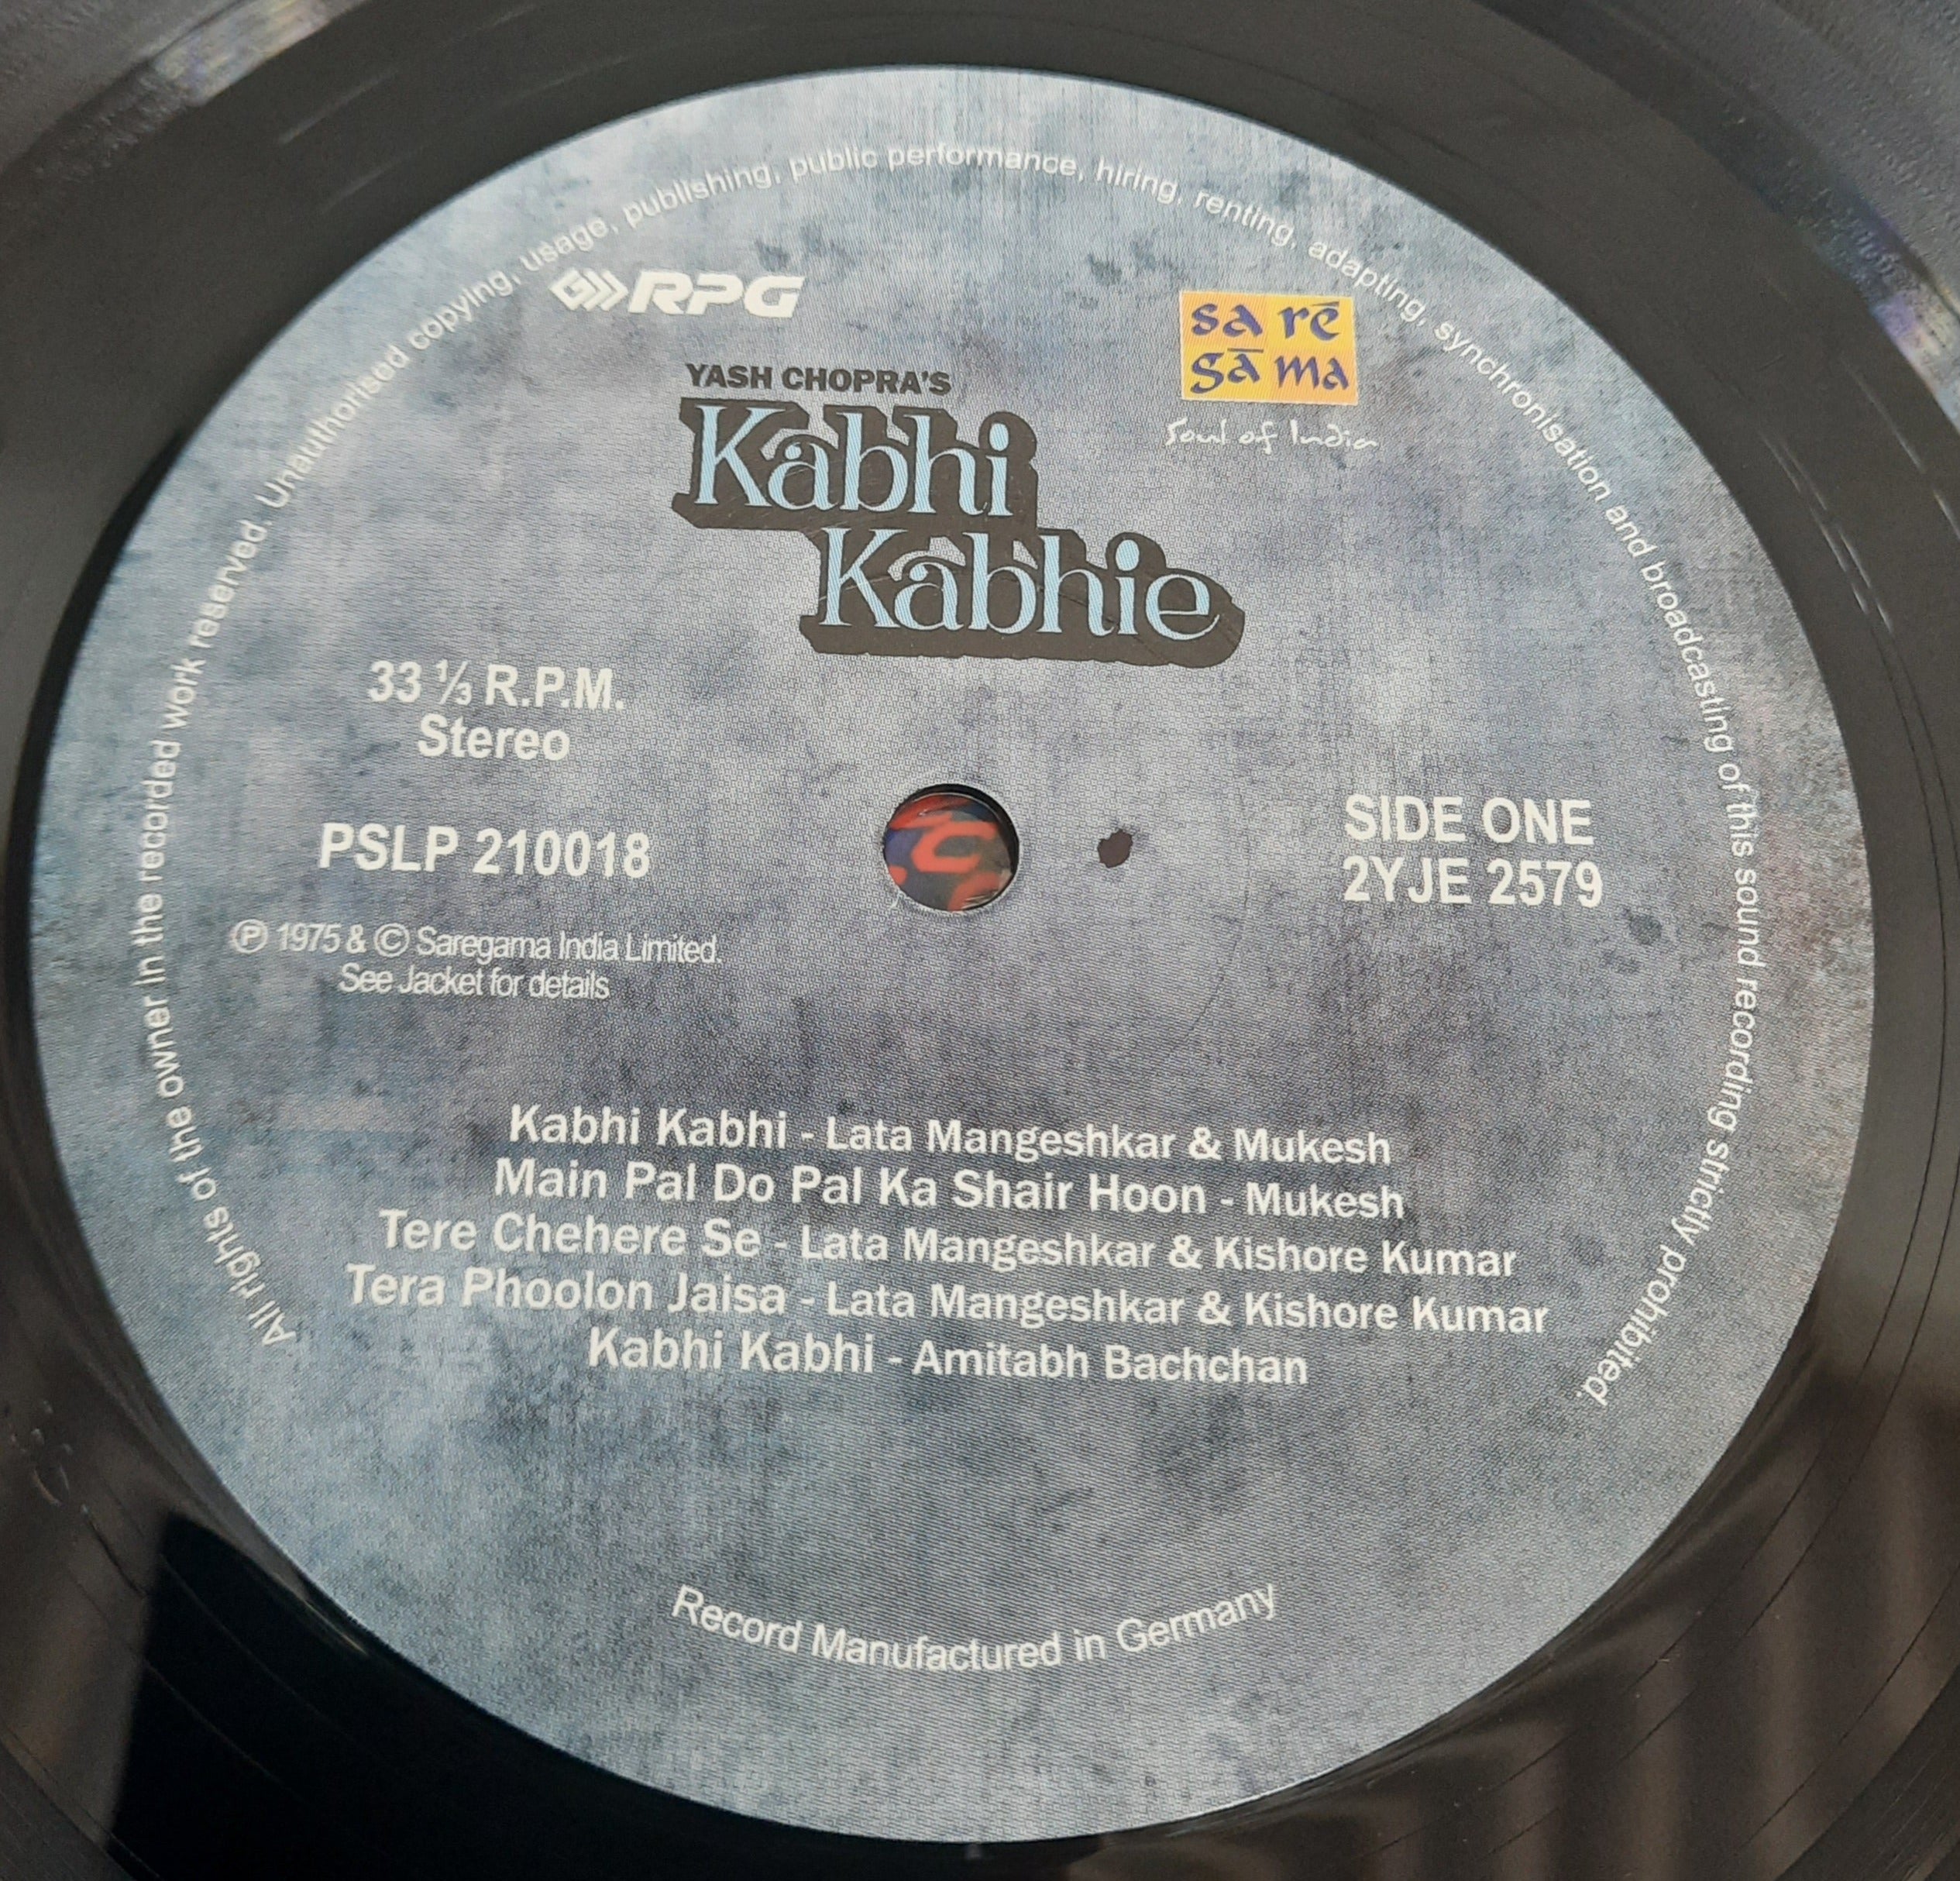 All rights of the owner in the recorded work reserved. Unauthorised copying, usage, publishing, public performance, hiring, renting, adapting, synchronisation and broadcasting of this sound recording strictly prohibited.
RPG
sa rē
gā ma
Soul of India
YASH CHOPRA'S
Kabhi
Kabhie
33 ⅓ R.P.M.
Stereo
PSLP 210018
SIDE ONE
2YJE 2579
℗ 1975 & © Saregama India Limited.
See Jacket for details
Kabhi Kabhi - Lata Mangeshkar & Mukesh
Main Pal Do Pal Ka Shair Hoon - Mukesh
Tere Chehere Se - Lata Mangeshkar & Kishore Kumar
Tera Phoolon Jaisa - Lata Mangeshkar & Kishore Kumar
Kabhi Kabhi - Amitabh Bachchan
Record Manufactured in Germany